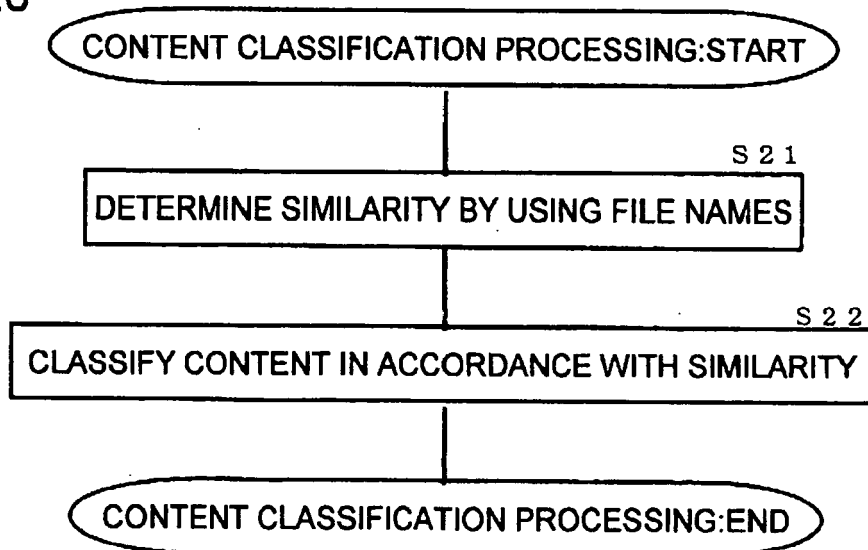 CONTENT CLASSIFICATION PROCESSING:START
S21
DETERMINE SIMILARITY BY USING FILE NAMES
S22
CLASSIFY CONTENT IN ACCORDANCE WITH SIMILARITY
CONTENT CLASSIFICATION PROCESSING:END